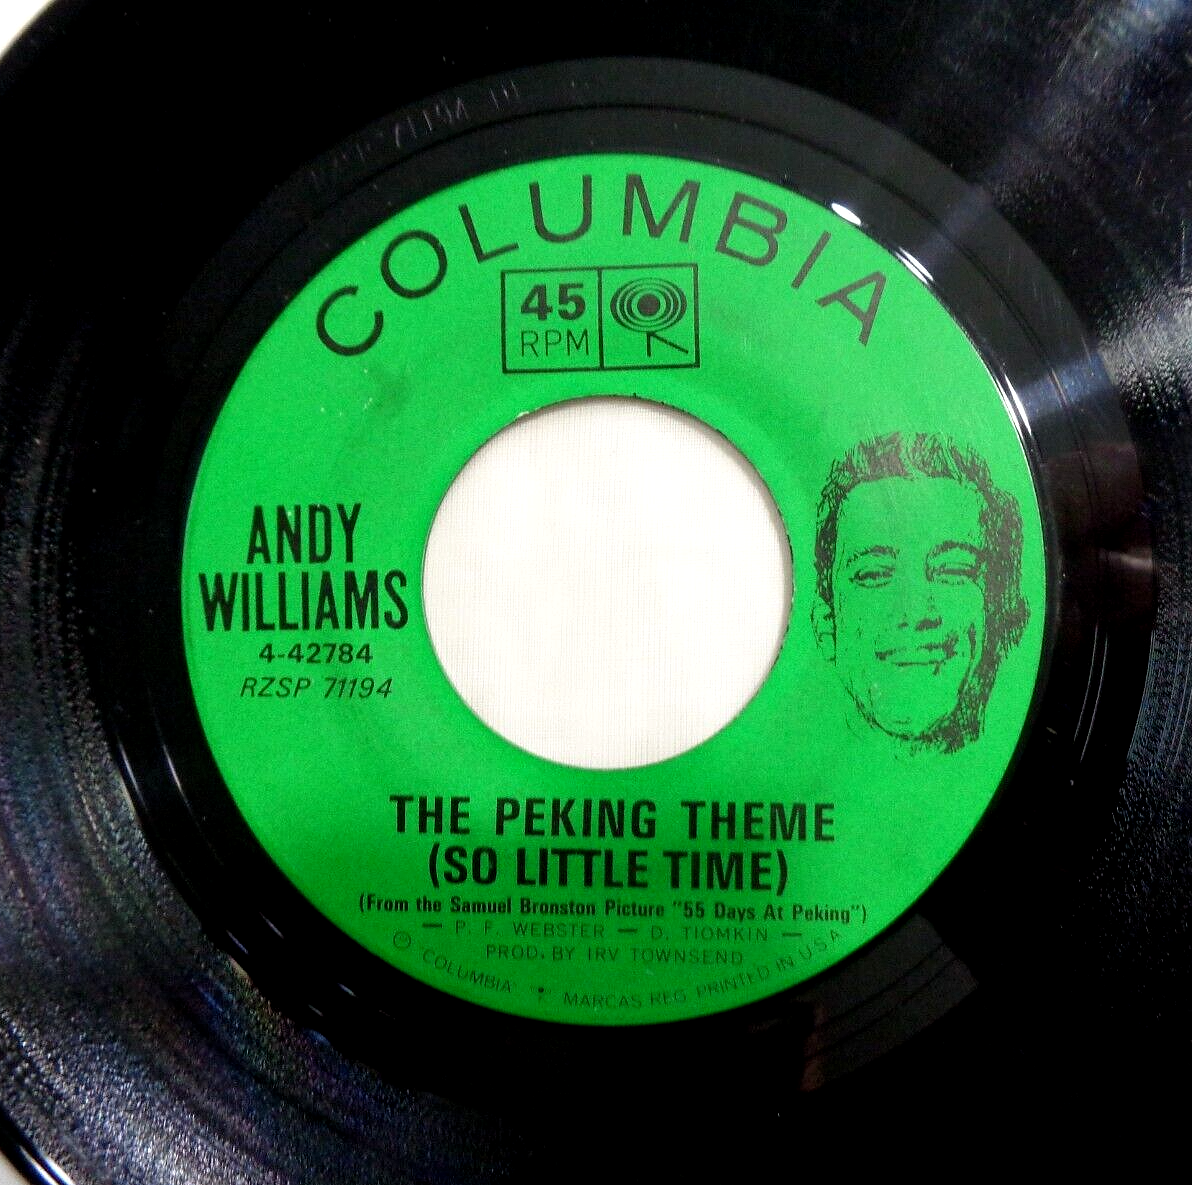 COLUMBIA
45
RPM
ANDY
WILLIAMS
4-42784
RZSP 71194
THE PEKING THEME
(SO LITTLE TIME)
(From the Samuel Bronston Picture "55 Days At Peking")
— P. F. WEBSTER — D. TIOMKIN —
PROD. BY IRV TOWNSEND
COLUMBIA MARCAS REG. PRINTED IN U.S.A.